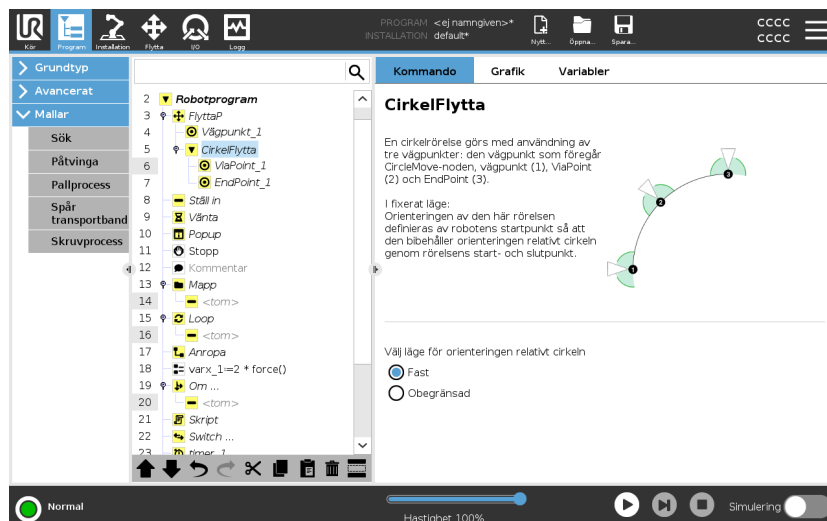 UR
Kör
Program
Installation
Flytta
I/O
Logg
PROGRAM <ej namngiven>*
INSTALLATION default*
Nytt...
Öppna...
Spara...
CCCC
CCCC
Grundtyp
Avancerat
Mallar
Sök
Påtvinga
Pallprocess
Spår
transportband
Skruvprocess
2 Robotprogram
3 FlyttaP
4 Vägpunkt_1
5 CirkelFlytta
6 ViaPoint_1
7 EndPoint_1
8 Ställ in
9 Vänta
10 Popup
11 Stopp
12 Kommentar
13 Mapp
14 <tom>
15 Loop
16 <tom>
17 Anropa
18 varx_1:=2 * force()
19 Om ...
20 <tom>
21 Skript
22 Switch ...
23 timer_1
Kommando
Grafik
Variabler
CirkelFlytta
En cirkelrörelse görs med användning av
tre vägpunkter: den vägpunkt som föregår
CircleMove-noden, vägpunkt (1), ViaPoint
(2) och EndPoint (3).
I fixerat läge:
Orienteringen av den här rörelsen
definieras av robotens startpunkt så att
den bibehåller orienteringen relativt cirkeln
genom rörelsens start- och slutpunkt.
1
2
3
Välj läge för orienteringen relativt cirkeln
Fast
Obegränsad
Normal
Hastighet 100%
Simulering